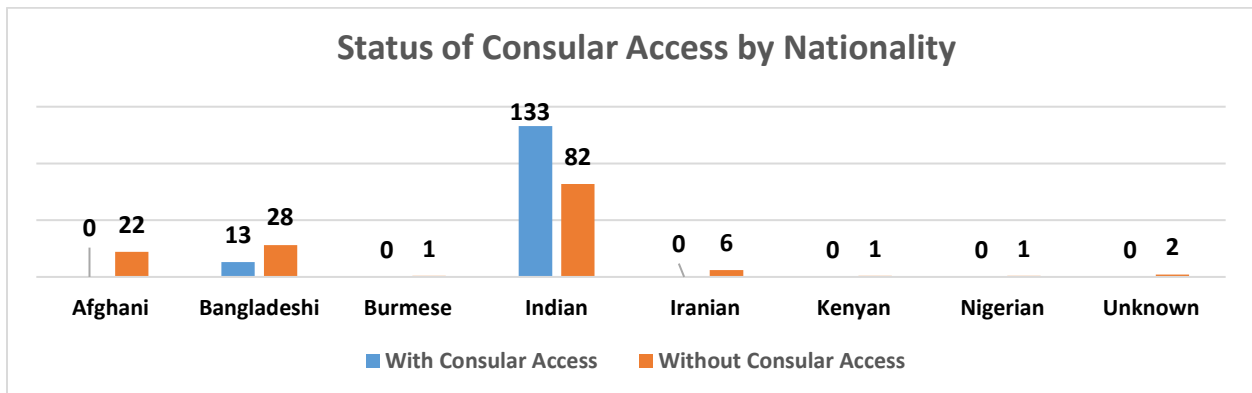 Status of Consular Access by Nationality
0 22 13 28 0 1 133 82 0 6 0 1 0 1 0 2
Afghani Bangladeshi Burmese Indian Iranian Kenyan Nigerian Unknown
With Consular Access Without Consular Access